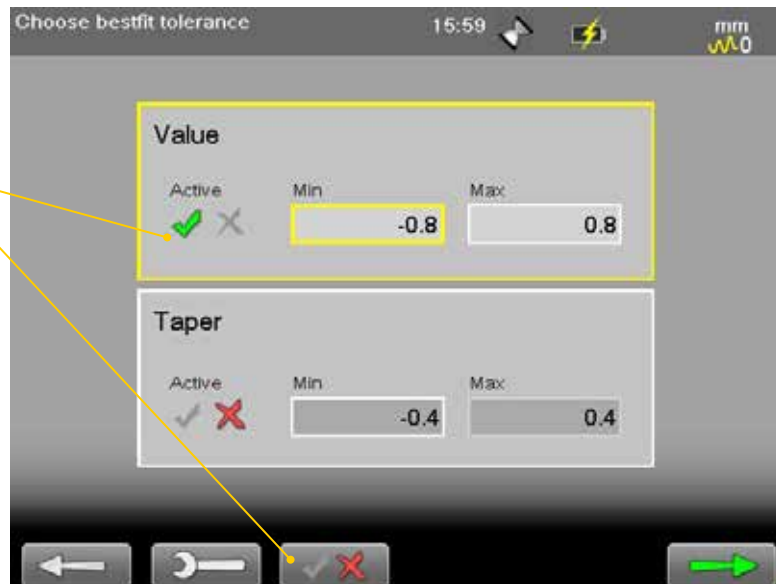 Choose bestfit tolerance 15:59 mm
0
Value
Active Min Max
-0.8 0.8
Taper
Active Min Max
-0.4 0.4